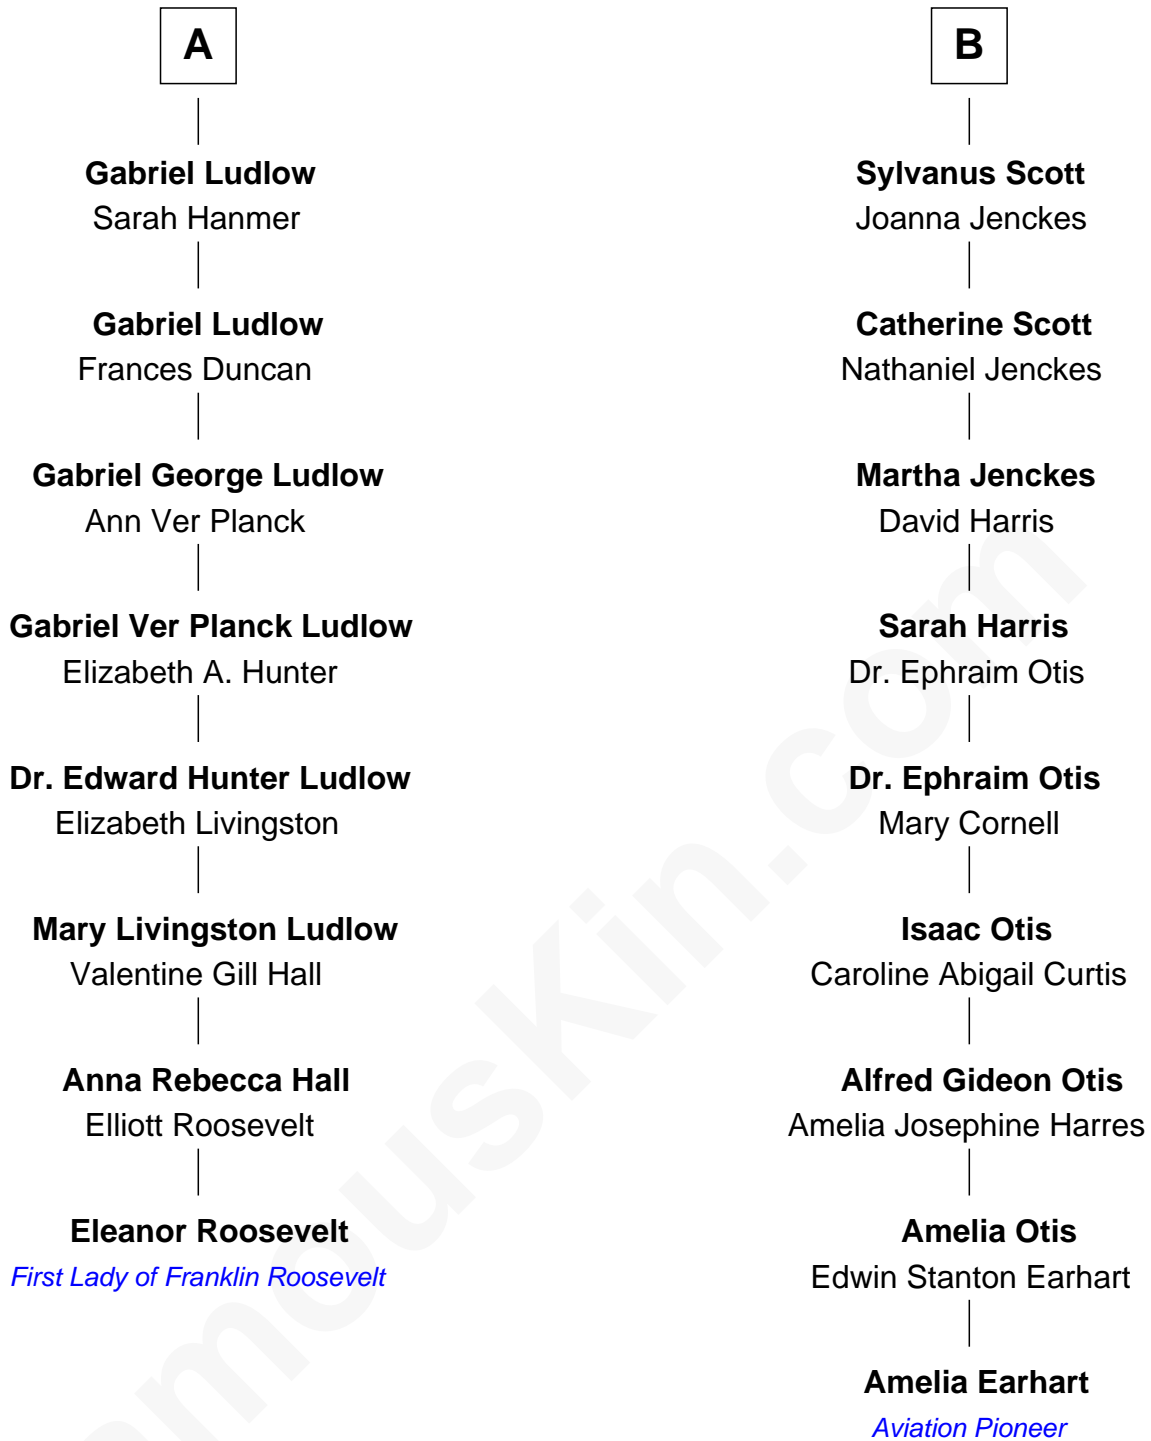 A
Gabriel Ludlow
Sarah Hanmer
Gabriel Ludlow
Frances Duncan
Gabriel George Ludlow
Ann Ver Planck
Gabriel Ver Planck Ludlow
Elizabeth A. Hunter
Dr. Edward Hunter Ludlow
Elizabeth Livingston
Mary Livingston Ludlow
Valentine Gill Hall
Anna Rebecca Hall
Elliott Roosevelt
Eleanor Roosevelt
First Lady of Franklin Roosevelt
B
Sylvanus Scott
Joanna Jenckes
Catherine Scott
Nathaniel Jenckes
Martha Jenckes
David Harris
Sarah Harris
Dr. Ephraim Otis
Dr. Ephraim Otis
Mary Cornell
Isaac Otis
Caroline Abigail Curtis
Alfred Gideon Otis
Amelia Josephine Harres
Amelia Otis
Edwin Stanton Earhart
Amelia Earhart
Aviation Pioneer
amousKin.com